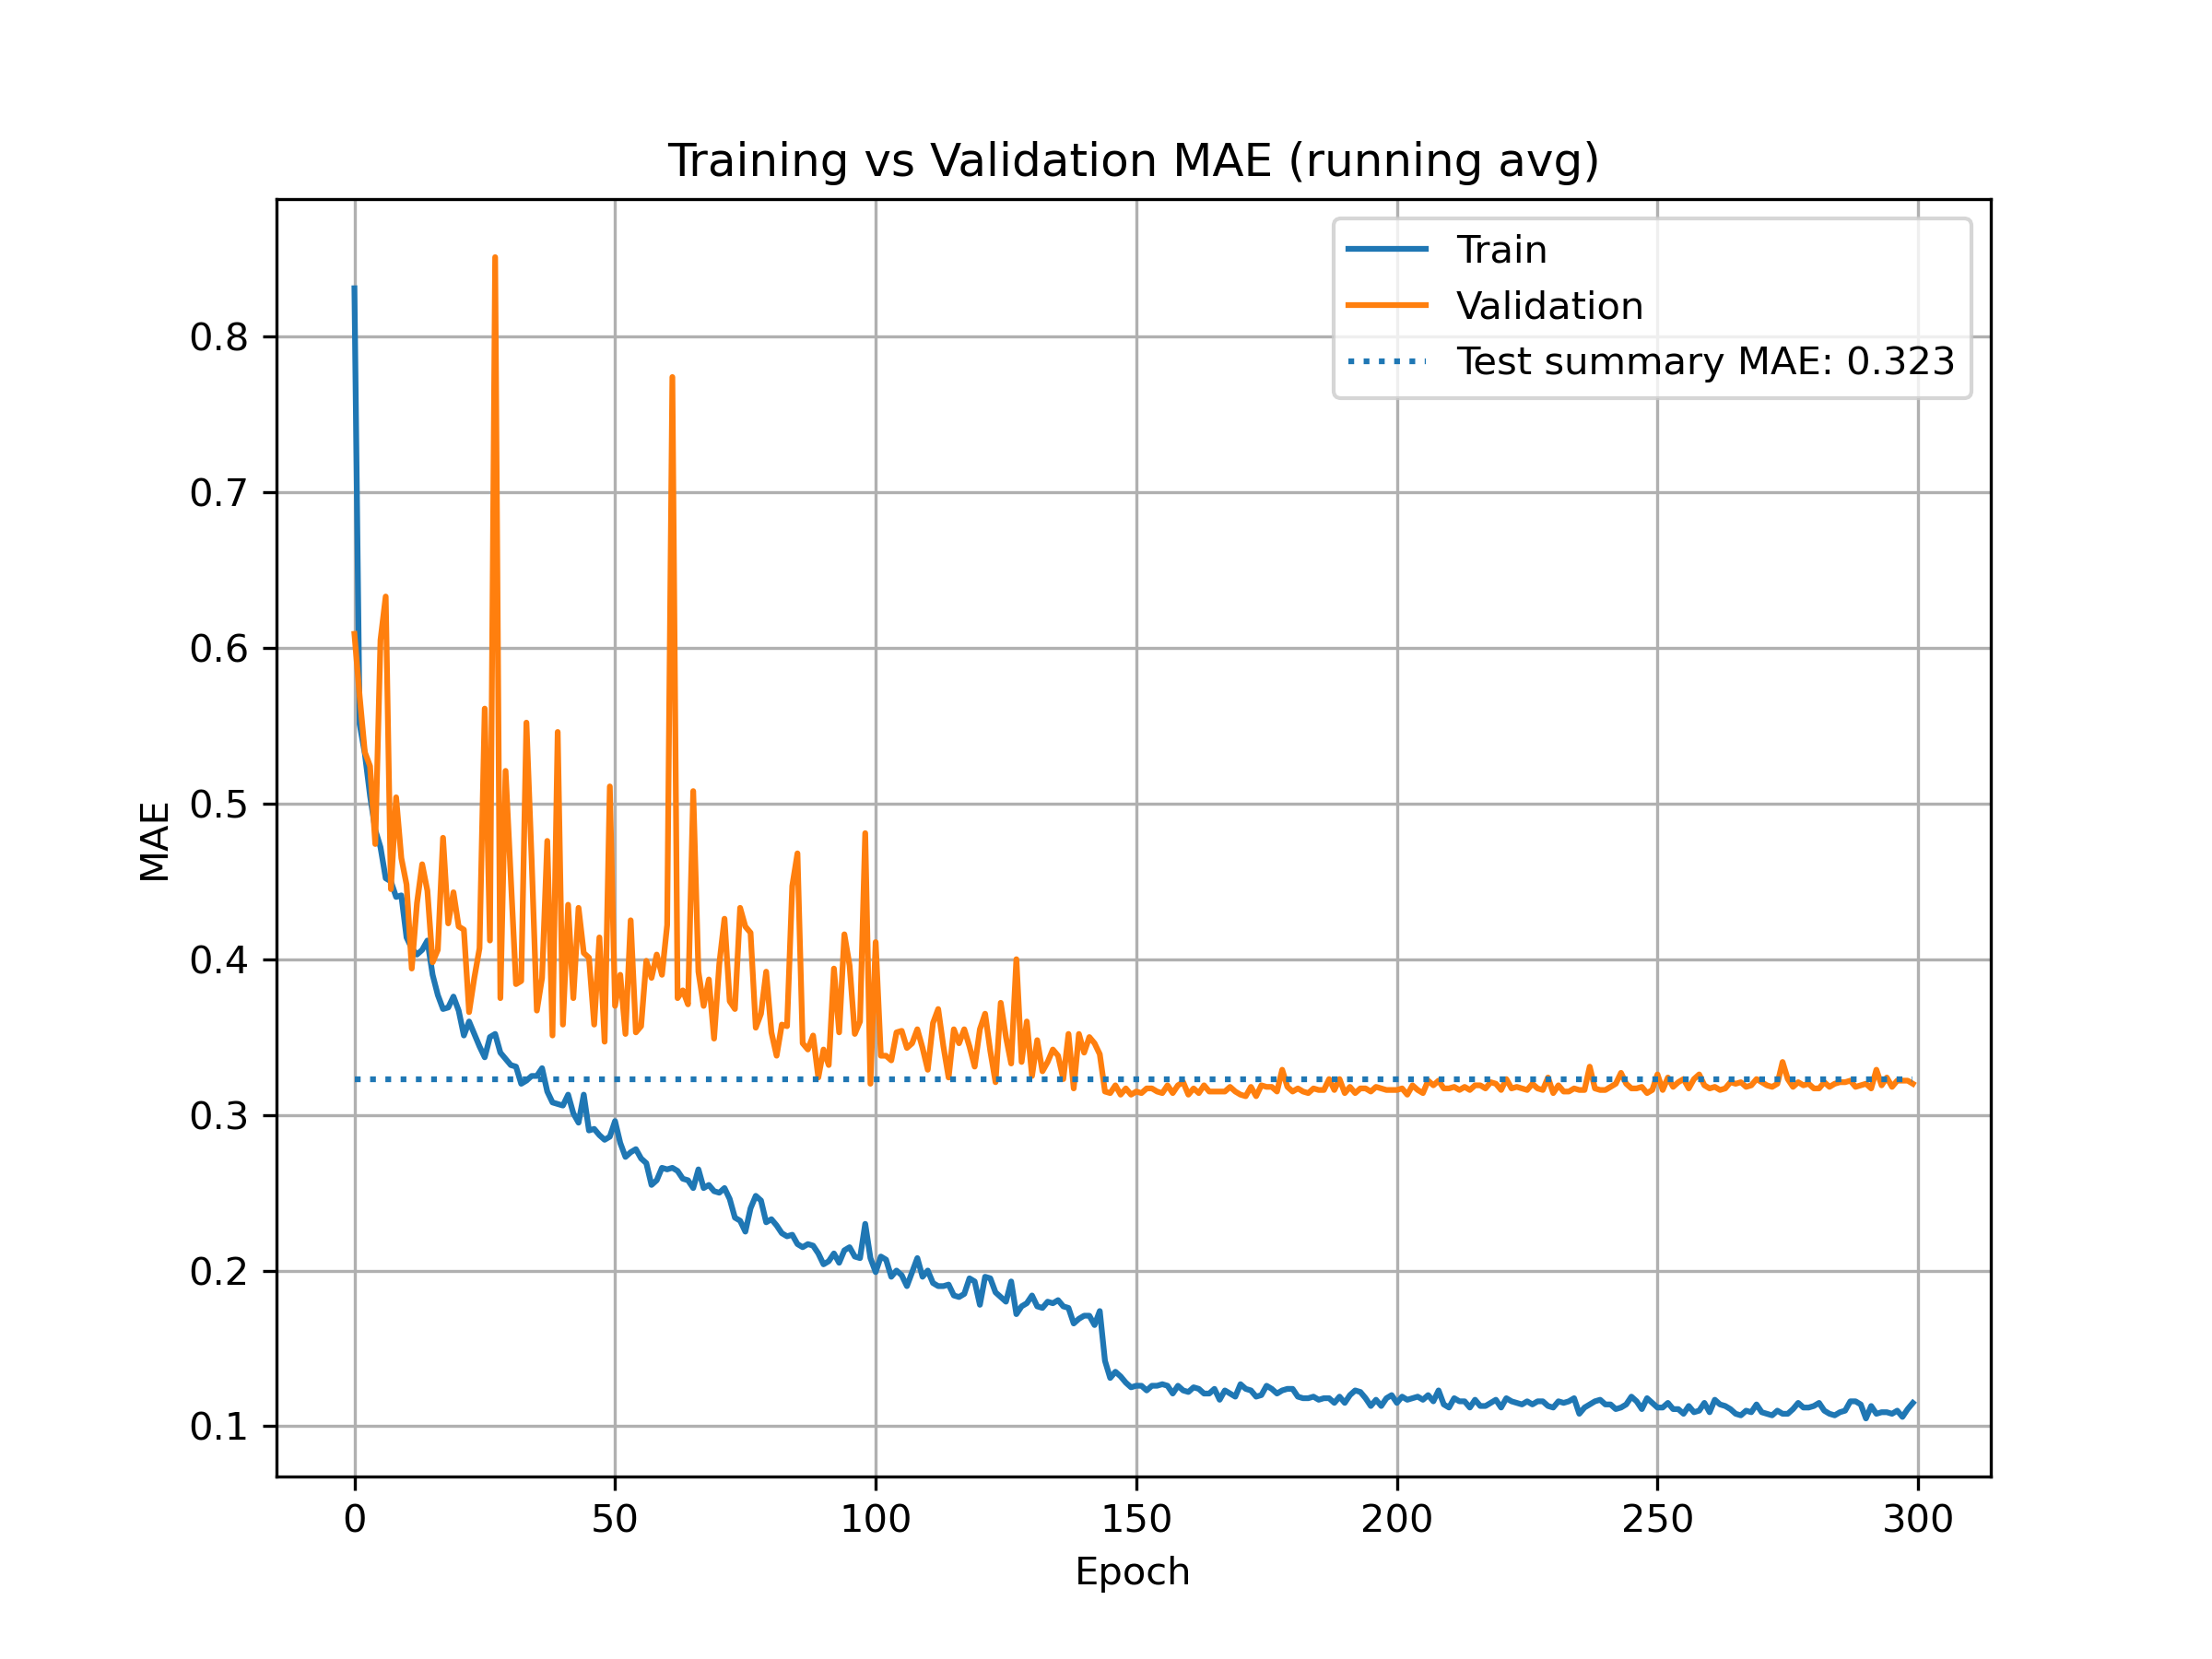 Training vs Validation MAE (running avg)
Train
Validation
Test summary MAE: 0.323
MAE
0.8
0.7
0.6
0.5
0.4
0.3
0.2
0.1
0 50 100 150 200 250 300
Epoch